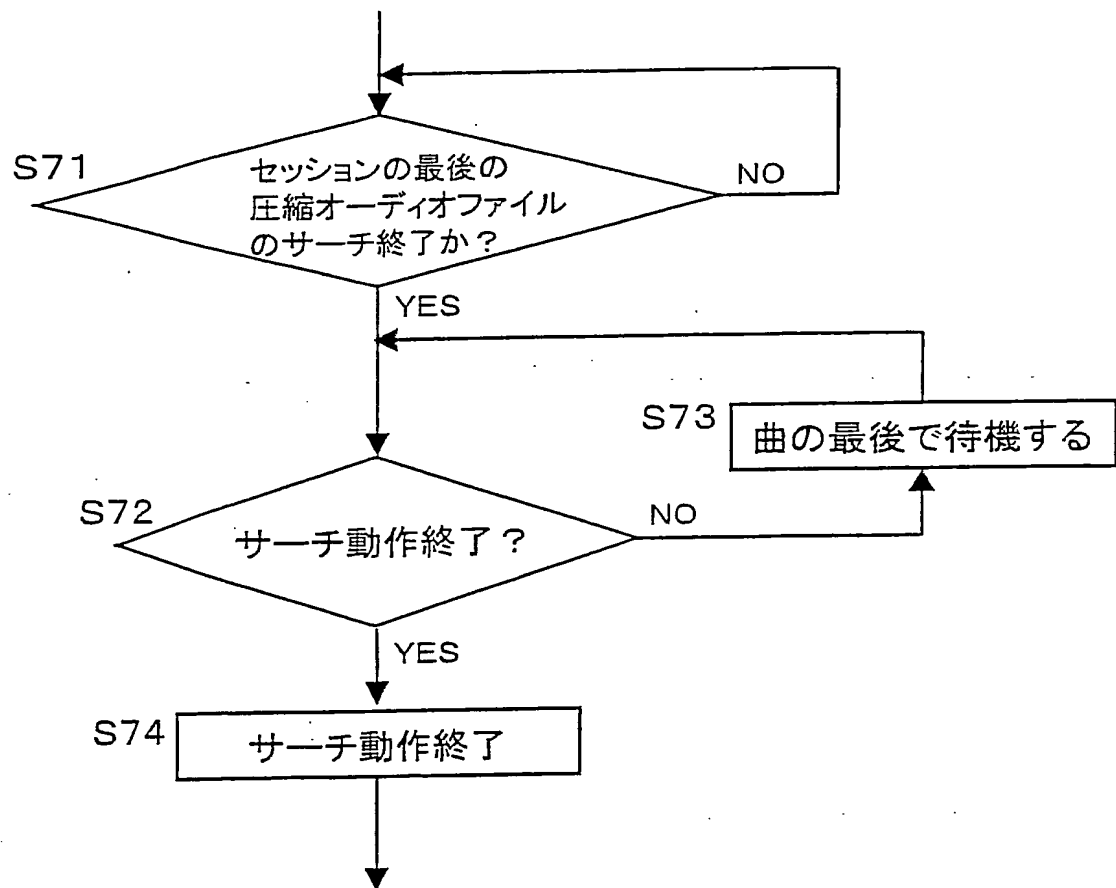 S71
セッションの最後の
圧縮オーディオファイル
のサーチ終了か？
NO
YES
S73
曲の最後で待機する
S72
サーチ動作終了？
NO
YES
S74
サーチ動作終了